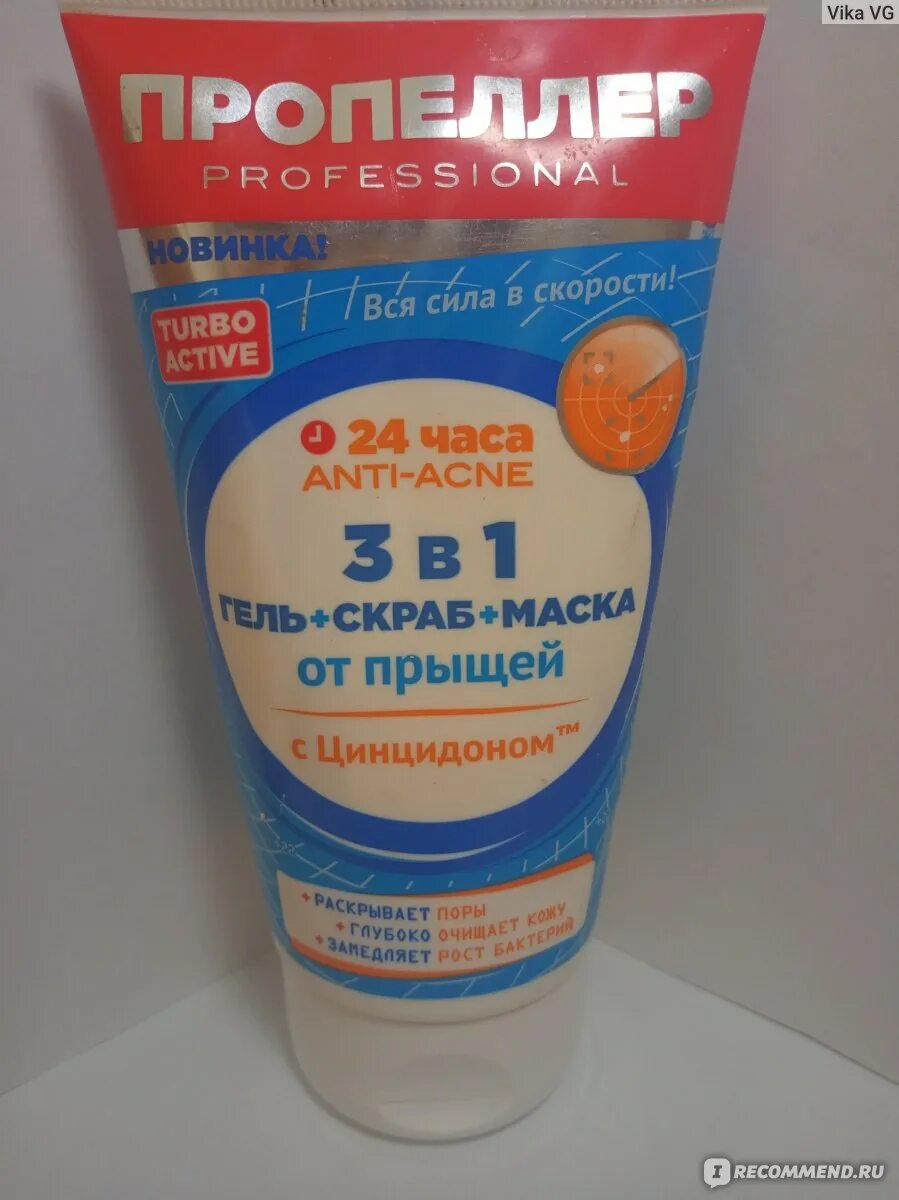 Vika VG
ПРОПЕЛЛЕР
PROFESSIONAL
НОВИНКА!
Вся сила в скорости!
TURBO
ACTIVE
24 часа
ANTI-ACNE
3 в 1
ГЕЛЬ+СКРАБ+МАСКА
от прыщей
с Цинцидоном™
+ РАСКРЫВАЕТ ПОРЫ
+ ГЛУБОКО ОЧИЩАЕТ КОЖУ
+ ЗАМЕДЛЯЕТ РОСТ БАКТЕРИЙ
IRECOMMEND.RU